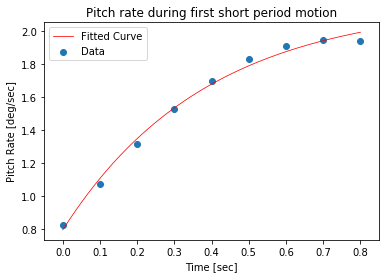 Pitch rate during first short period motion
Fitted Curve
Data
2.0
1.8
1.6
1.4
1.2
1.0
0.8
Pitch Rate [deg/sec]
0.0 0.1 0.2 0.3 0.4 0.5 0.6 0.7 0.8
Time [sec]